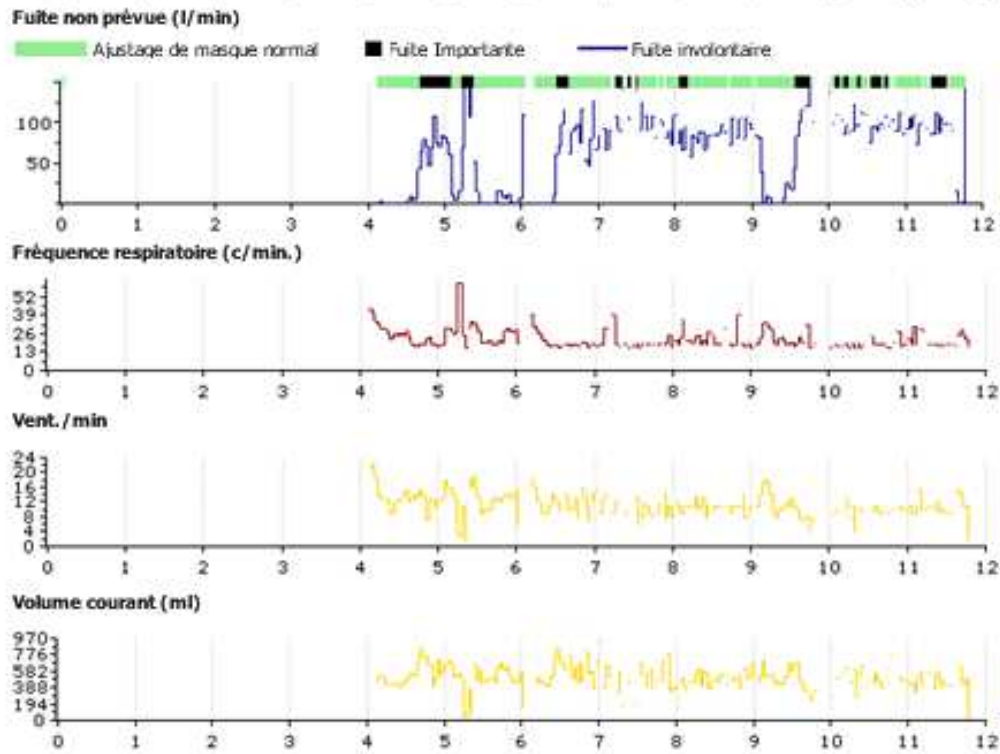 Fuite non prévue (l/min)
Ajustage de masque normal Fuite Importante Fuite involontaire
100
50
0 1 2 3 4 5 6 7 8 9 10 11 12
Fréquence respiratoire (c/min.)
52
39
26
13
0
0 1 2 3 4 5 6 7 8 9 10 11 12
Vent./min
24
20
16
12
8
4
0
0 1 2 3 4 5 6 7 8 9 10 11 12
Volume courant (ml)
970
776
582
388
194
0
0 1 2 3 4 5 6 7 8 9 10 11 12